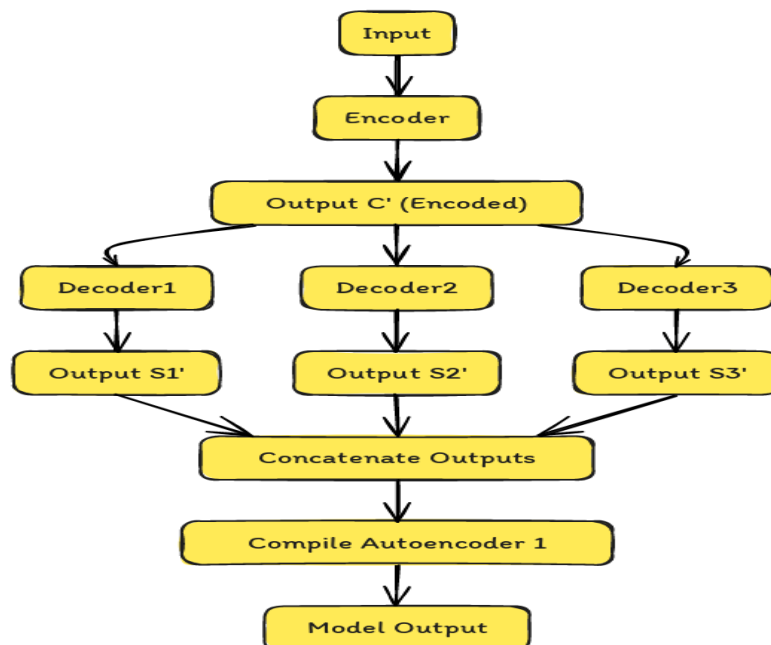 Input
Encoder
Output C' (Encoded)
Decoder1
Decoder2
Decoder3
Output S1'
Output S2'
Output S3'
Concatenate Outputs
Compile Autoencoder 1
Model Output